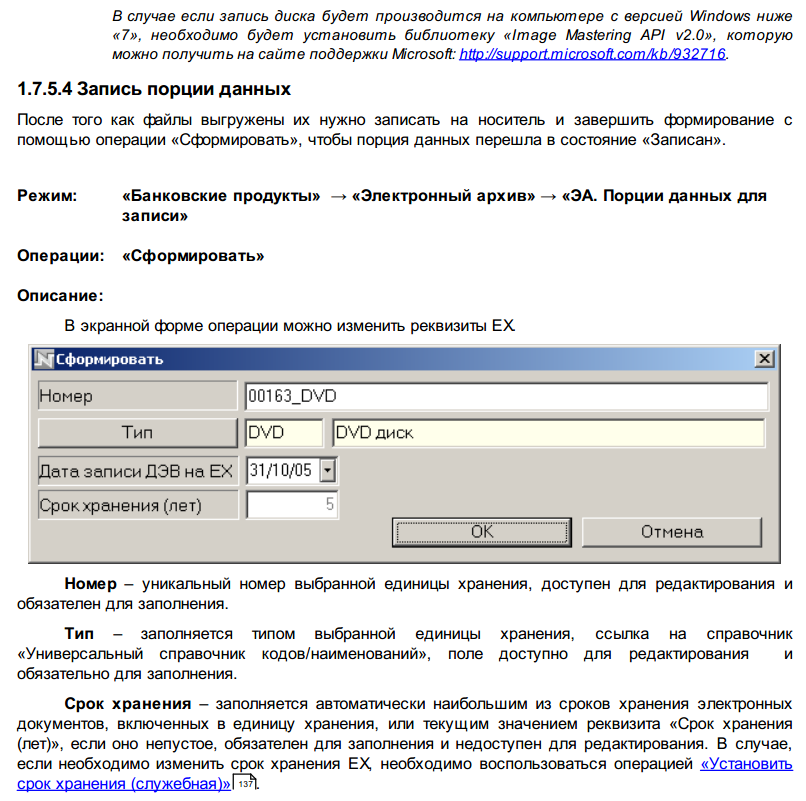 В случае если запись диска будет производится на компьютере с версией Windows ниже
«7», необходимо будет установить библиотеку «Image Mastering API v2.0», которую
можно получить на сайте поддержки Microsoft: http://support.microsoft.com/kb/932716.
1.7.5.4 Запись порции данных
После того как файлы выгружены их нужно записать на носитель и завершить формирование с
помощью операции «Сформировать», чтобы порция данных перешла в состояние «Записан».
Режим: «Банковские продукты» → «Электронный архив» → «ЭА. Порции данных для
записи»
Операции: «Сформировать»
Описание:
В экранной форме операции можно изменить реквизиты ЕХ.
Сформировать
Номер 00163_DVD
Тип DVD DVD диск
Дата записи ДЭВ на ЕХ 31/10/05
Срок хранения (лет) 5
OK Отмена
Номер – уникальный номер выбранной единицы хранения, доступен для редактирования и
обязателен для заполнения.
Тип – заполняется типом выбранной единицы хранения, ссылка на справочник
«Универсальный справочник кодов/наименований», поле доступно для редактирования и
обязательно для заполнения.
Срок хранения – заполняется автоматически наибольшим из сроков хранения электронных
документов, включенных в единицу хранения, или текущим значением реквизита «Срок хранения
(лет)», если оно непустое, обязателен для заполнения и недоступен для редактирования. В случае,
если необходимо изменить срок хранения ЕХ, необходимо воспользоваться операцией «Установить
срок хранения (служебная)» 137.